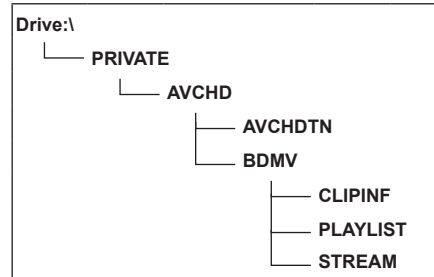 Drive:\
PRIVATE
AVCHD
AVCHDTN
BDMV
CLIPINF
PLAYLIST
STREAM